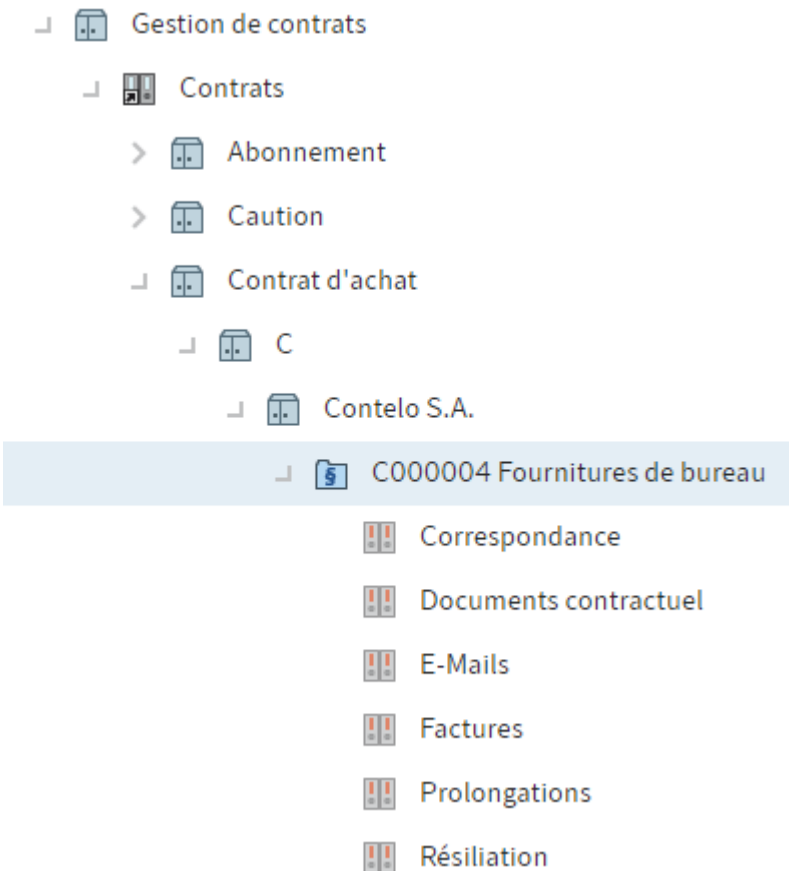 Gestion de contrats
Contrats
Abonnement
Caution
Contrat d'achat
C
Contelo S.A.
C000004 Fournitures de bureau
Correspondance
Documents contractuel
E-Mails
Factures
Prolongations
Résiliation